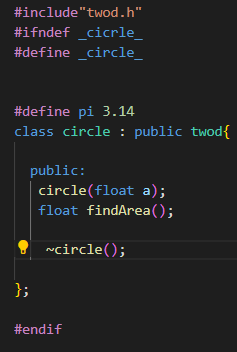 #include"twod.h"
#ifndef _cicrle_
#define _circle_
#define pi 3.14
class circle : public twod{
public:
circle(float a);
float findArea();
~circle();
};
#endif